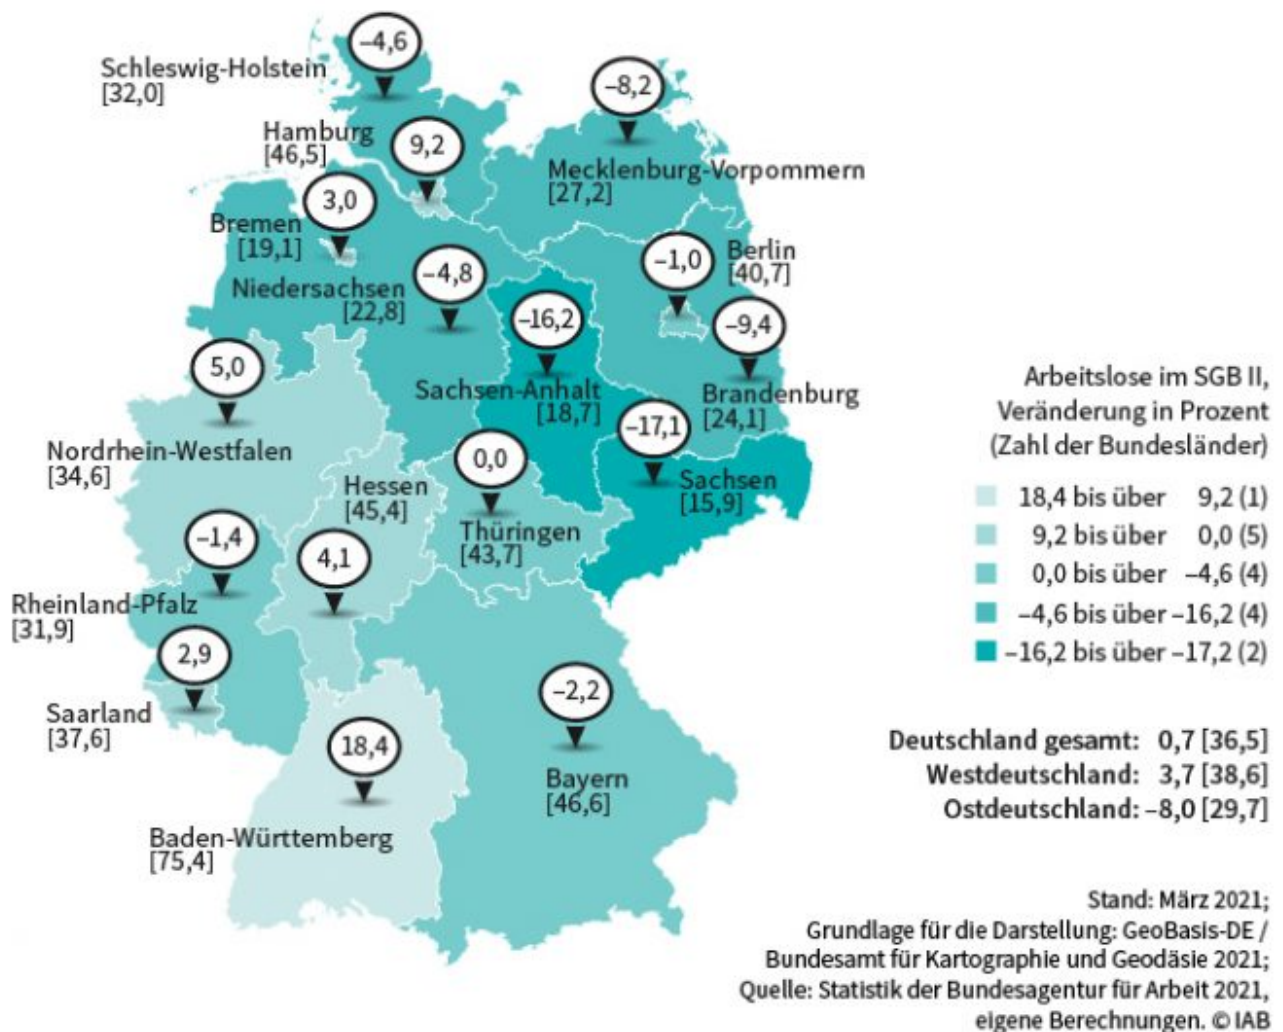 –4,6
Schleswig-Holstein
[32,0]
–8,2
Hamburg
[46,5]
9,2
Mecklenburg-Vorpommern
[27,2]
3,0
Bremen
[19,1]
–1,0
Berlin
[40,7]
–4,8
Niedersachsen
[22,8]
–16,2
–9,4
5,0
Sachsen-Anhalt
[18,7]
Brandenburg
[24,1]
–17,1
Nordrhein-Westfalen
[34,6]
0,0
Hessen
[45,4]
Sachsen
[15,9]
Thüringen
[43,7]
–1,4
4,1
Rheinland-Pfalz
[31,9]
2,9
Saarland
[37,6]
–2,2
18,4
Bayern
[46,6]
Baden-Württemberg
[75,4]
Arbeitslose im SGB II,
Veränderung in Prozent
(Zahl der Bundesländer)
18,4 bis über 9,2 (1)
9,2 bis über 0,0 (5)
0,0 bis über –4,6 (4)
–4,6 bis über –16,2 (4)
–16,2 bis über –17,2 (2)
Deutschland gesamt: 0,7 [36,5]
Westdeutschland: 3,7 [38,6]
Ostdeutschland: –8,0 [29,7]
Stand: März 2021;
Grundlage für die Darstellung: GeoBasis-DE /
Bundesamt für Kartographie und Geodäsie 2021;
Quelle: Statistik der Bundesagentur für Arbeit 2021,
eigene Berechnungen. © IAB